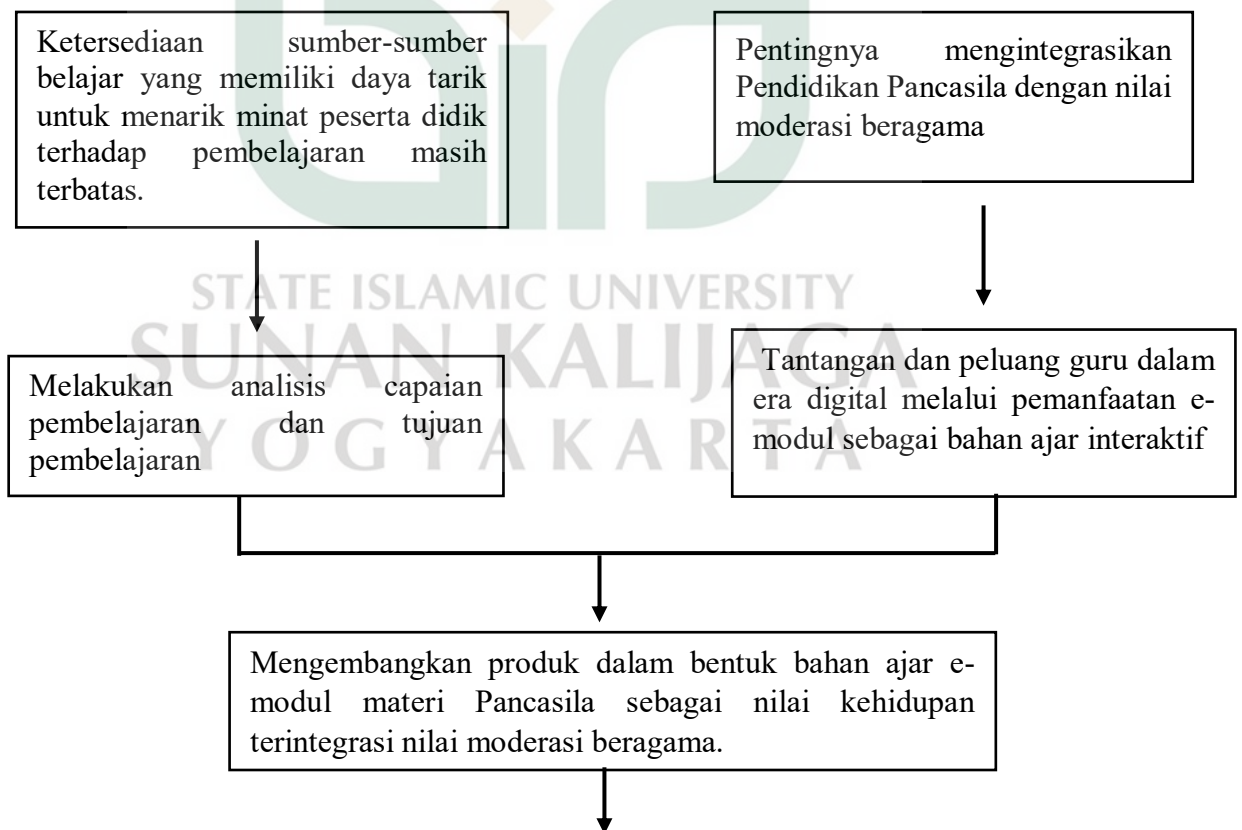 Ketersediaan sumber-sumber
belajar yang memiliki daya tarik
untuk menarik minat peserta didik
terhadap pembelajaran masih
terbatas.
Pentingnya mengintegrasikan
Pendidikan Pancasila dengan nilai
moderasi beragama
STATE ISLAMIC UNIVERSITY
SUNAN KALIJAGA
YOGYAKARTA
Melakukan analisis capaian
pembelajaran dan tujuan
pembelajaran
Tantangan dan peluang guru dalam
era digital melalui pemanfaatan e-
modul sebagai bahan ajar interaktif
Mengembangkan produk dalam bentuk bahan ajar e-
modul materi Pancasila sebagai nilai kehidupan
terintegrasi nilai moderasi beragama.